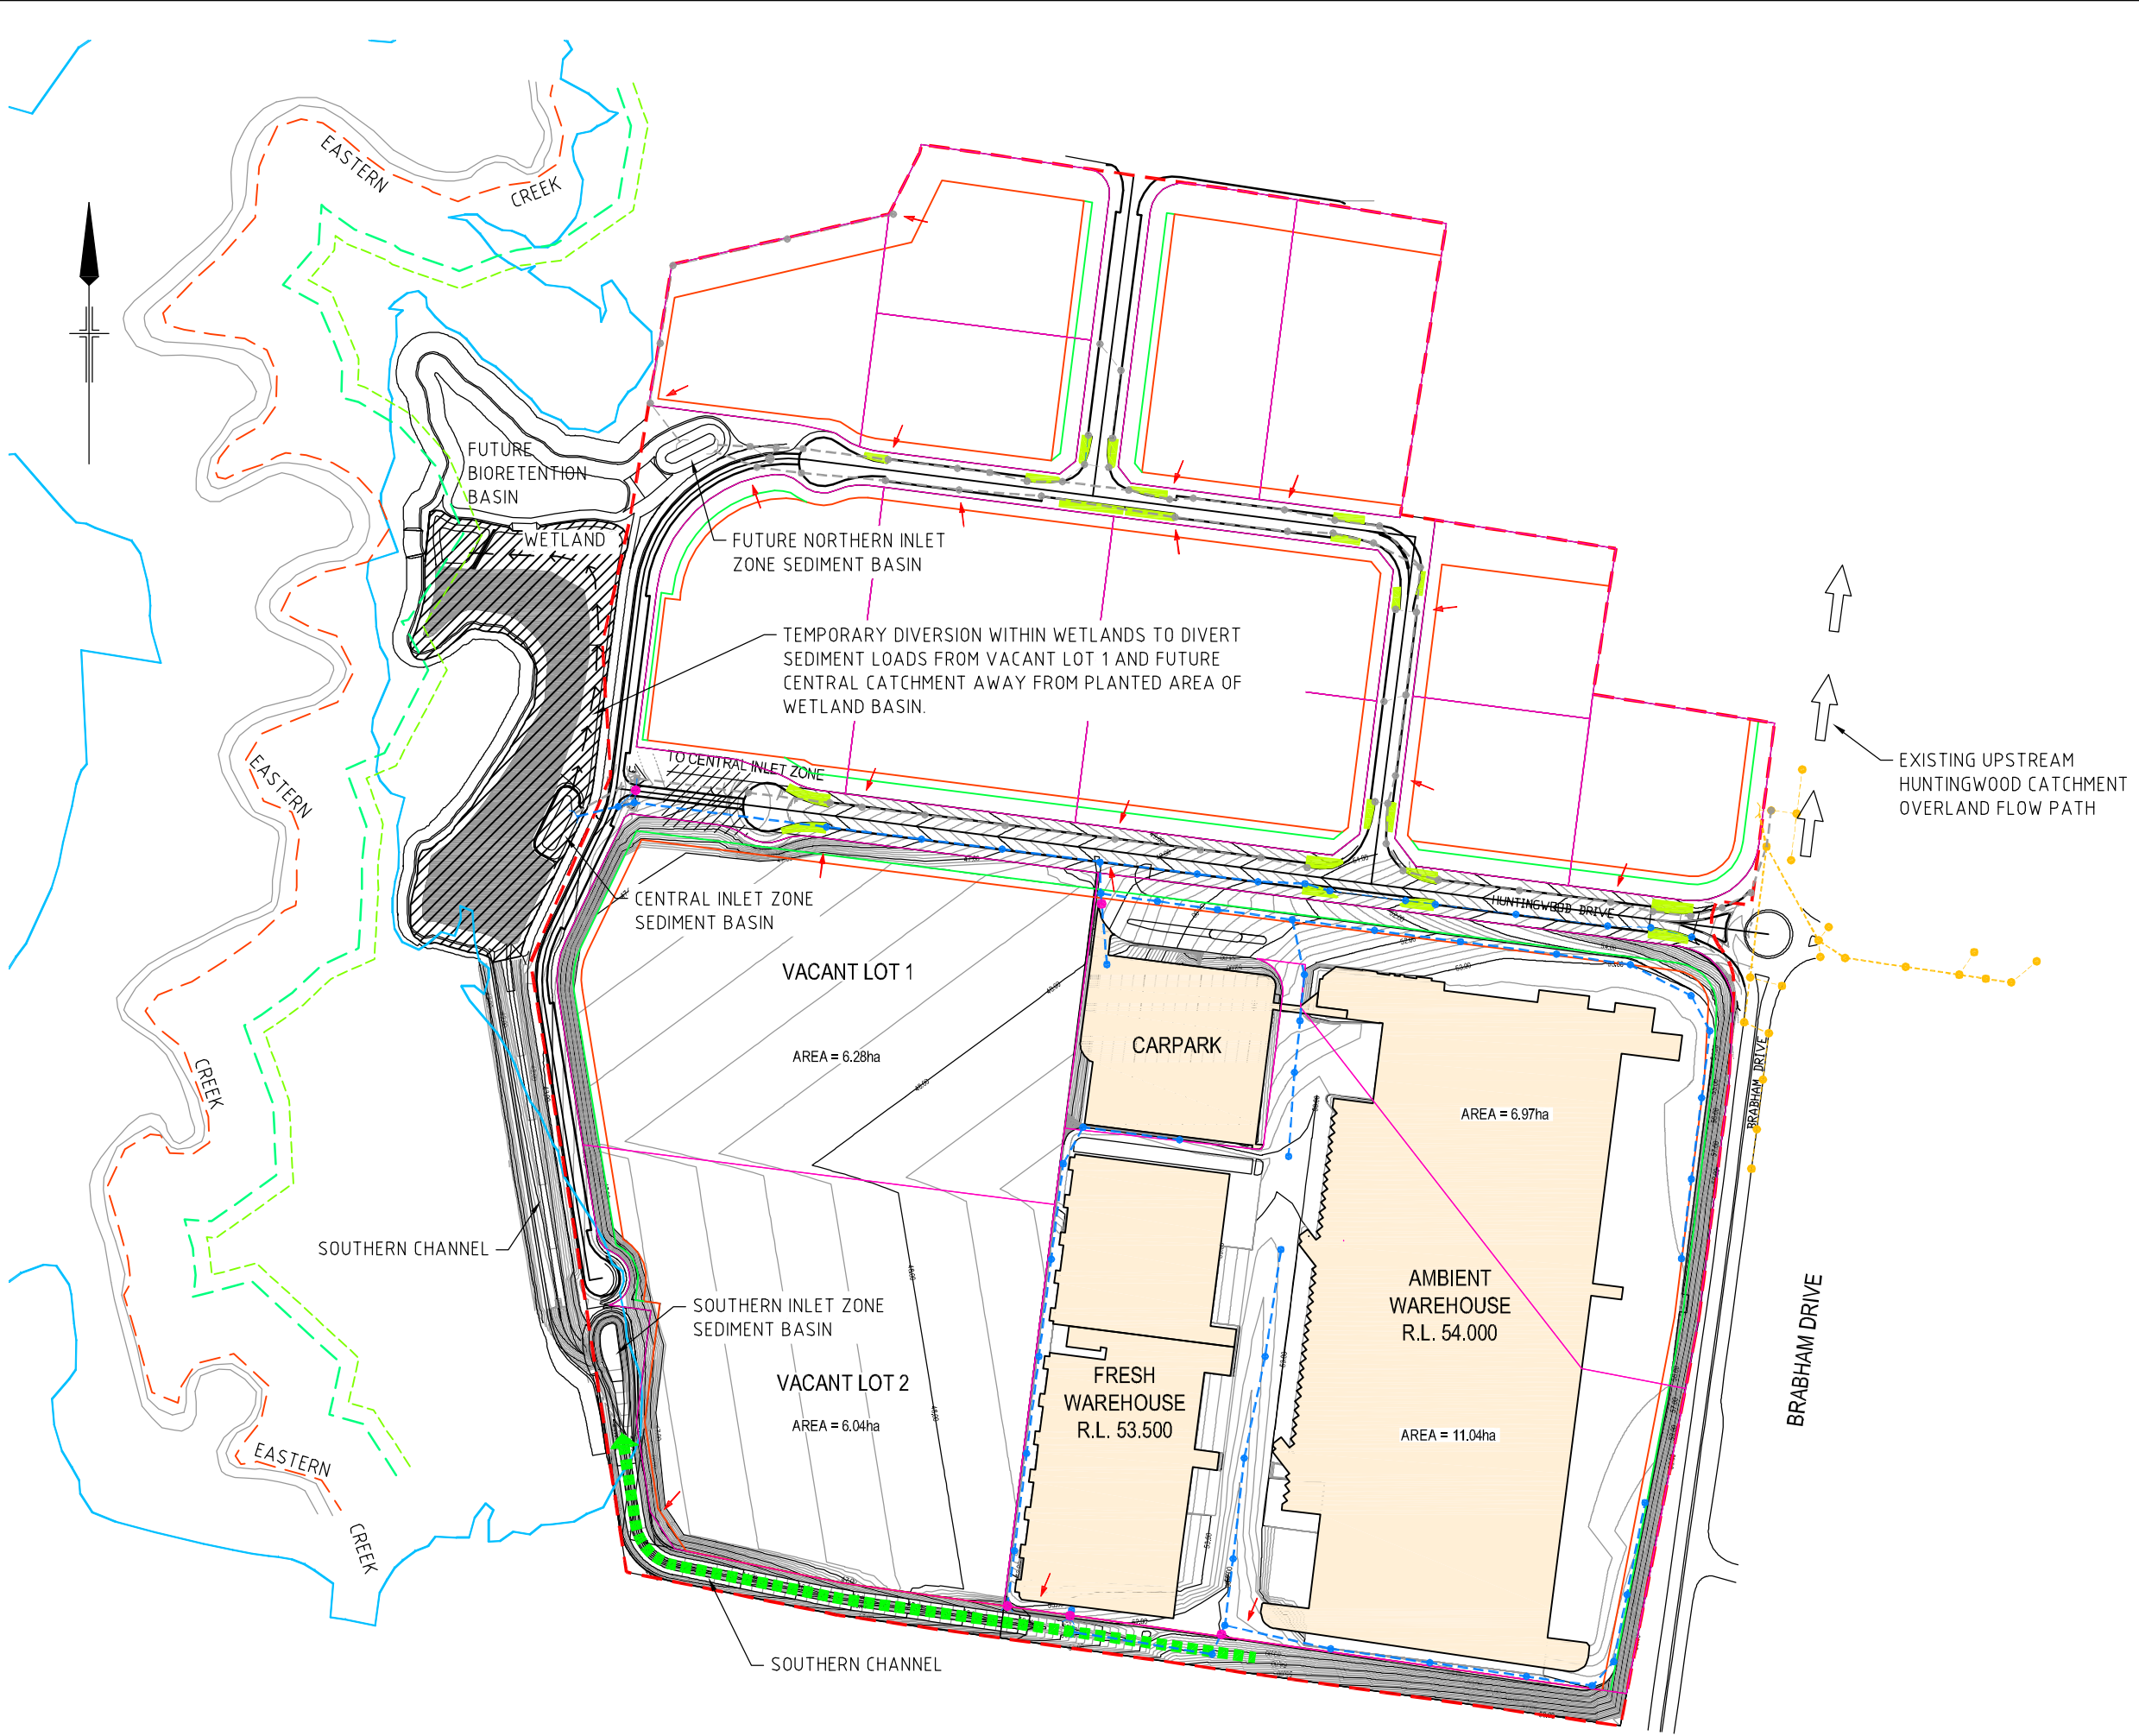 EASTERN
CREEK
FUTURE
BIORETENTION
BASIN
WETLAND
FUTURE NORTHERN INLET
ZONE SEDIMENT BASIN
TEMPORARY DIVERSION WITHIN WETLANDS TO DIVERT
SEDIMENT LOADS FROM VACANT LOT 1 AND FUTURE
CENTRAL CATCHMENT AWAY FROM PLANTED AREA OF
WETLAND BASIN.
EXISTING UPSTREAM
HUNTINGWOOD CATCHMENT
OVERLAND FLOW PATH
TO CENTRAL INLET ZONE
EASTERN
CENTRAL INLET ZONE
SEDIMENT BASIN
HUNTINGWOOD DRIVE
VACANT LOT 1
AREA = 6.28ha
CARPARK
BRABHAM DRIVE
CREEK
AREA = 6.97ha
SOUTHERN CHANNEL
AMBIENT
WAREHOUSE
R.L. 54.000
SOUTHERN INLET ZONE
SEDIMENT BASIN
BRABHAM DRIVE
VACANT LOT 2
AREA = 6.04ha
FRESH
WAREHOUSE
R.L. 53.500
AREA = 11.04ha
EASTERN
CREEK
SOUTHERN CHANNEL